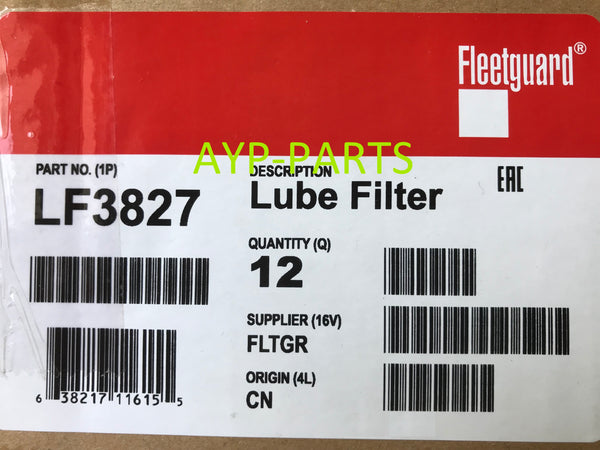 Fleetguard®
AYP-PARTS
PART NO. (1P)
LF3827
DESCRIPTION
Lube Filter
EAC
QUANTITY (Q)
12
SUPPLIER (16V)
FLTGR
ORIGIN (4L)
CN
6 38217 11615 5